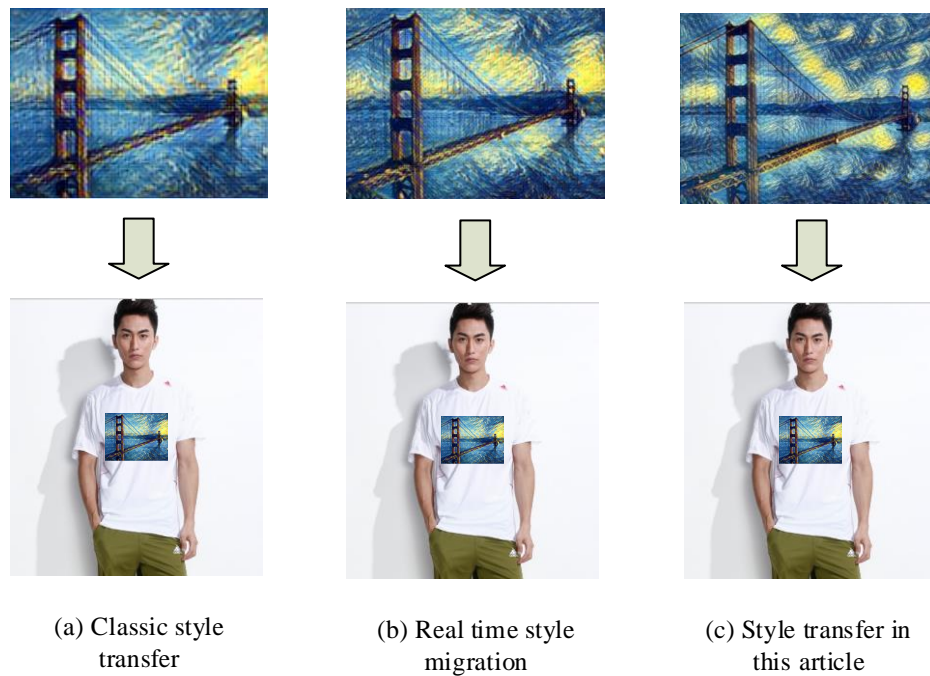 (a) Classic style
transfer
(b) Real time style
migration
(c) Style transfer in
this article